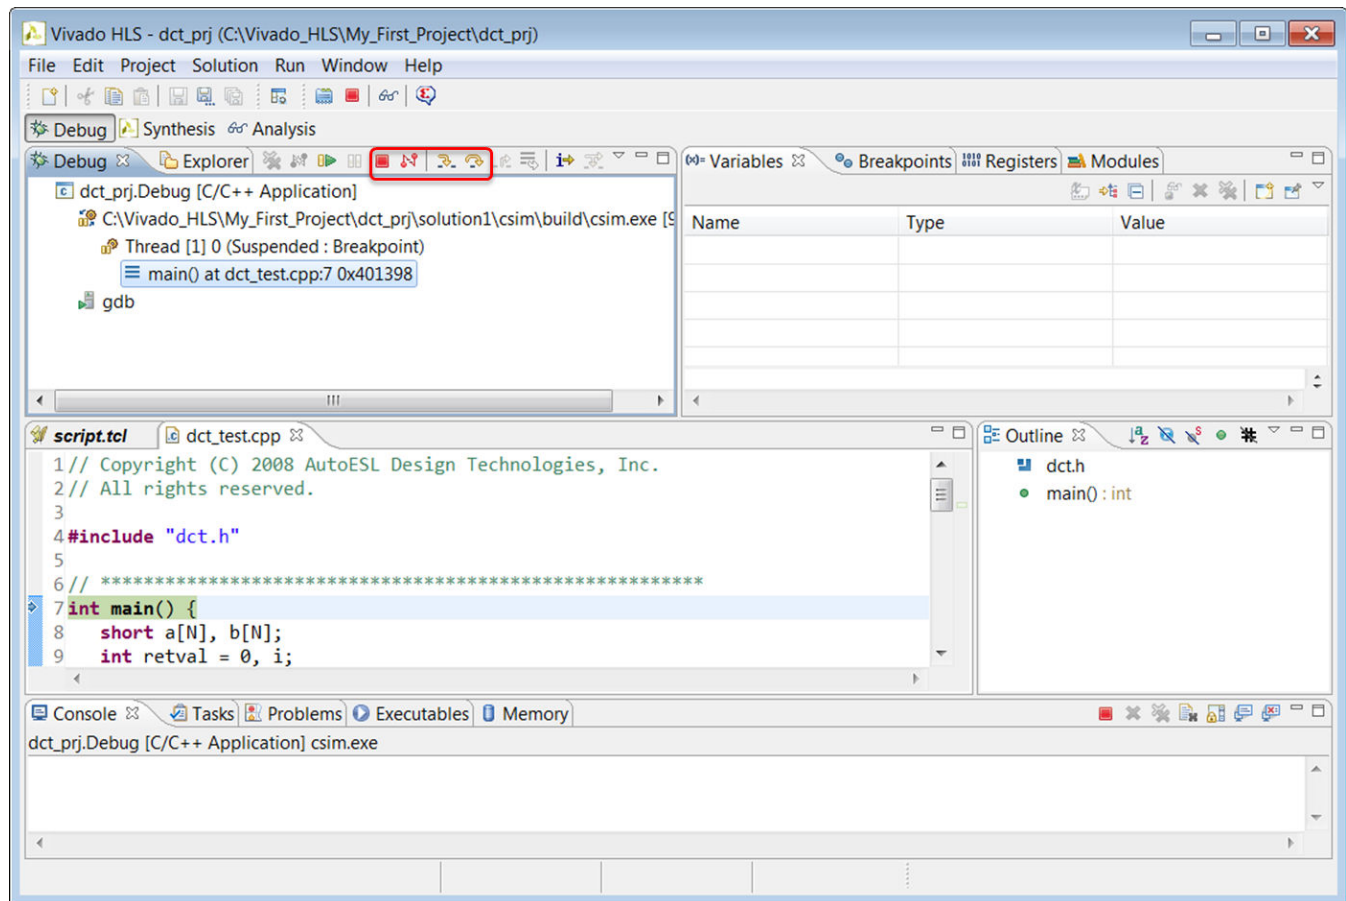 Vivado HLS - dct_prj (C:\Vivado_HLS\My_First_Project\dct_prj)
File Edit Project Solution Run Window Help
Debug Synthesis Analysis
Debug Explorer
dct_prj.Debug [C/C++ Application]
C:\Vivado_HLS\My_First_Project\dct_prj\solution1\csim\build\csim.exe [9
Thread [1] 0 (Suspended : Breakpoint)
main() at dct_test.cpp:7 0x401398
gdb
(x)= Variables Breakpoints Registers Modules
Name Type Value
script.tcl dct_test.cpp
1 // Copyright (C) 2008 AutoESL Design Technologies, Inc.
2 // All rights reserved.
3
4 #include "dct.h"
5
6 // ********************************************************
7 int main() {
8 short a[N], b[N];
9 int retval = 0, i;
Outline
dct.h
main() : int
Console Tasks Problems Executables Memory
dct_prj.Debug [C/C++ Application] csim.exe